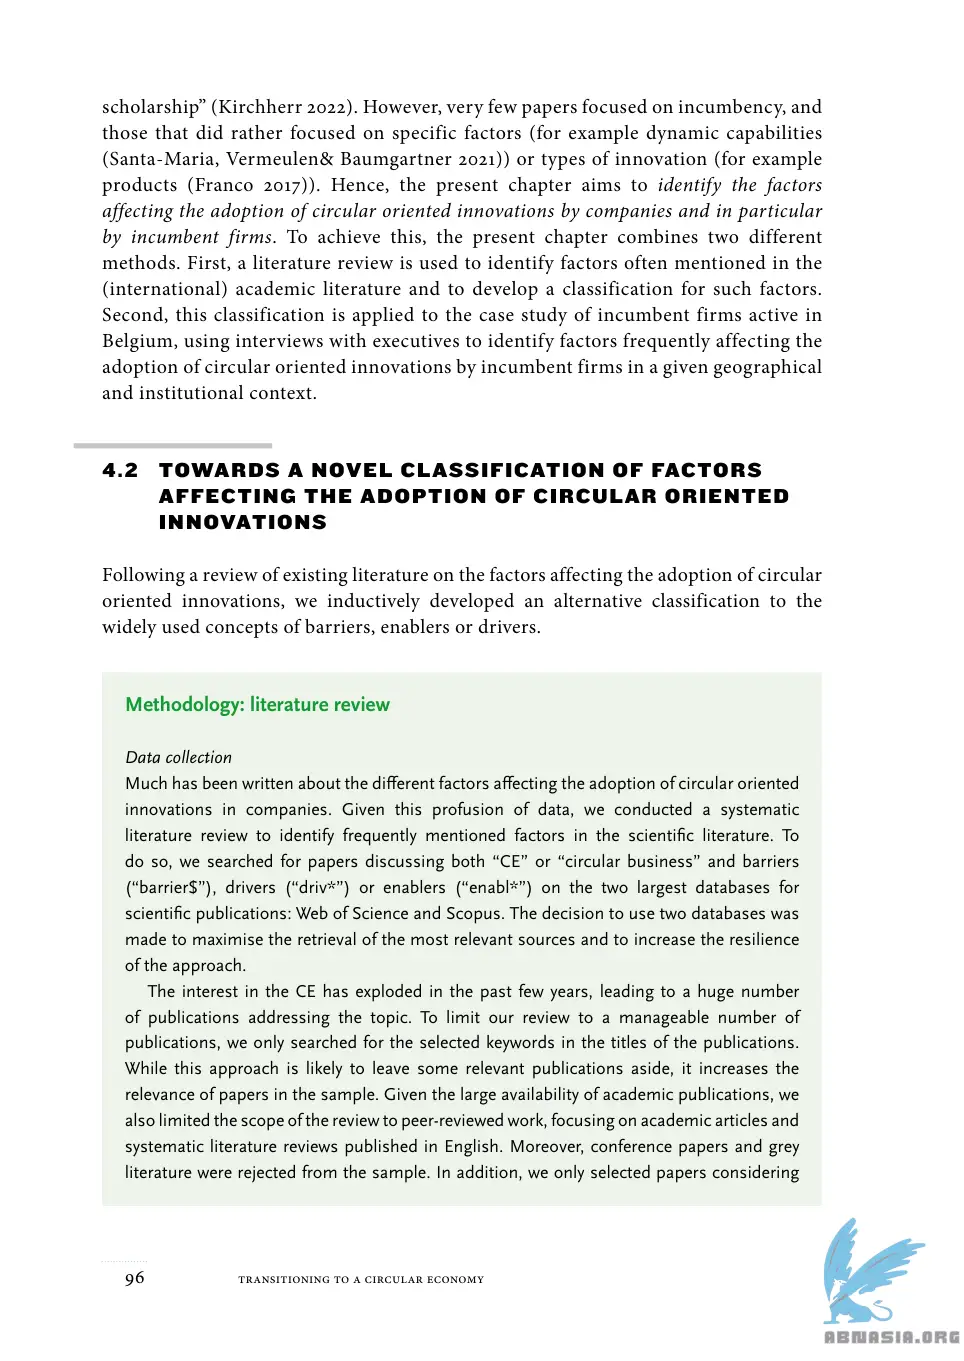 scholarship” (Kirchherr 2022). However, very few papers focused on incumbency, and
those that did rather focused on specific factors (for example dynamic capabilities
(Santa-Maria, Vermeulen& Baumgartner 2021)) or types of innovation (for example
products (Franco 2017)). Hence, the present chapter aims to identify the factors
affecting the adoption of circular oriented innovations by companies and in particular
by incumbent firms. To achieve this, the present chapter combines two different
methods. First, a literature review is used to identify factors often mentioned in the
(international) academic literature and to develop a classification for such factors.
Second, this classification is applied to the case study of incumbent firms active in
Belgium, using interviews with executives to identify factors frequently affecting the
adoption of circular oriented innovations by incumbent firms in a given geographical
and institutional context.
4.2 TOWARDS A NOVEL CLASSIFICATION OF FACTORS
AFFECTING THE ADOPTION OF CIRCULAR ORIENTED
INNOVATIONS
Following a review of existing literature on the factors affecting the adoption of circular
oriented innovations, we inductively developed an alternative classification to the
widely used concepts of barriers, enablers or drivers.
Methodology: literature review
Data collection
Much has been written about the different factors affecting the adoption of circular oriented
innovations in companies. Given this profusion of data, we conducted a systematic
literature review to identify frequently mentioned factors in the scientific literature. To
do so, we searched for papers discussing both “CE” or “circular business” and barriers
(“barrier$”), drivers (“driv*”) or enablers (“enabl*”) on the two largest databases for
scientific publications: Web of Science and Scopus. The decision to use two databases was
made to maximise the retrieval of the most relevant sources and to increase the resilience
of the approach.
The interest in the CE has exploded in the past few years, leading to a huge number
of publications addressing the topic. To limit our review to a manageable number of
publications, we only searched for the selected keywords in the titles of the publications.
While this approach is likely to leave some relevant publications aside, it increases the
relevance of papers in the sample. Given the large availability of academic publications, we
also limited the scope of the review to peer-reviewed work, focusing on academic articles and
systematic literature reviews published in English. Moreover, conference papers and grey
literature were rejected from the sample. In addition, we only selected papers considering
96 TRANSITIONING TO A CIRCULAR ECONOMY
ABNASIA.ORG